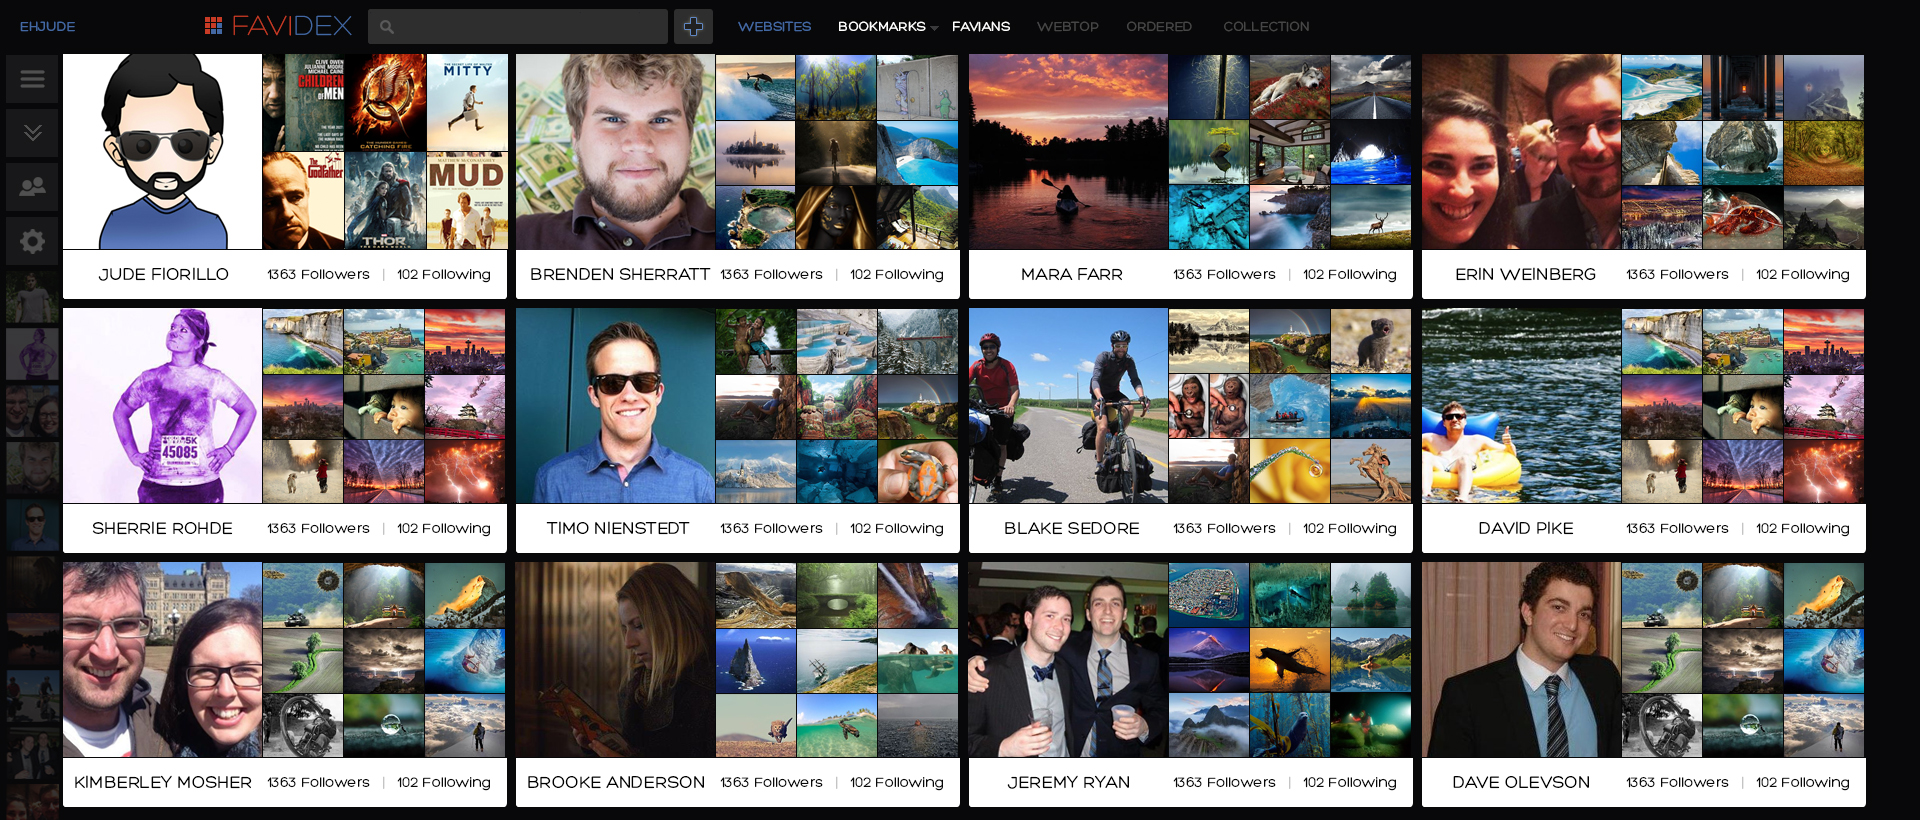 EHJUDE
FAVIDEX
WEBSITES
BOOKMARKS
FAVIANS
WEBTOP
ORDERED
COLLECTION
CLIVE OWEN
JULIANNE MOORE
MICHAEL CAINE
CHILDREN
OF MEN
CATCHING FIRE
MITTY
The
Godfather
THOR
MATTHEW McCONAUGHEY
MUD
JUDE FIORILLO
1363 Followers | 102 Following
BRENDEN SHERRATT
1363 Followers | 102 Following
MARA FARR
1363 Followers | 102 Following
ERIN WEINBERG
1363 Followers | 102 Following
5K
45085
SHERRIE ROHDE
1363 Followers | 102 Following
TIMO NIENSTEDT
1363 Followers | 102 Following
BLAKE SEDORE
1363 Followers | 102 Following
DAVID PIKE
1363 Followers | 102 Following
KIMBERLEY MOSHER
1363 Followers | 102 Following
BROOKE ANDERSON
1363 Followers | 102 Following
JEREMY RYAN
1363 Followers | 102 Following
DAVE OLEVSON
1363 Followers | 102 Following